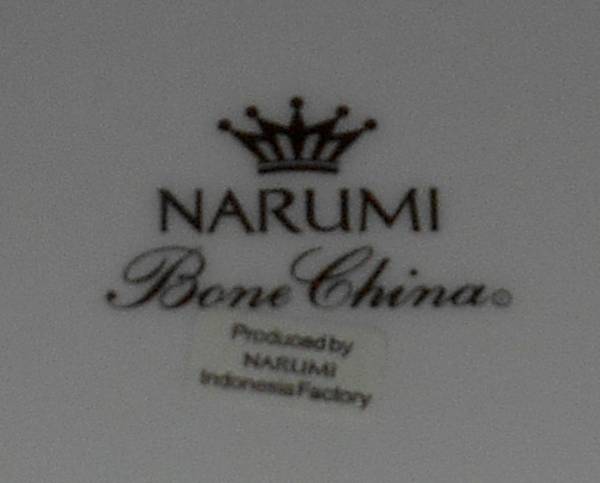 NARUMI
Bone China
Produced by
NARUMI
Indonesia Factory